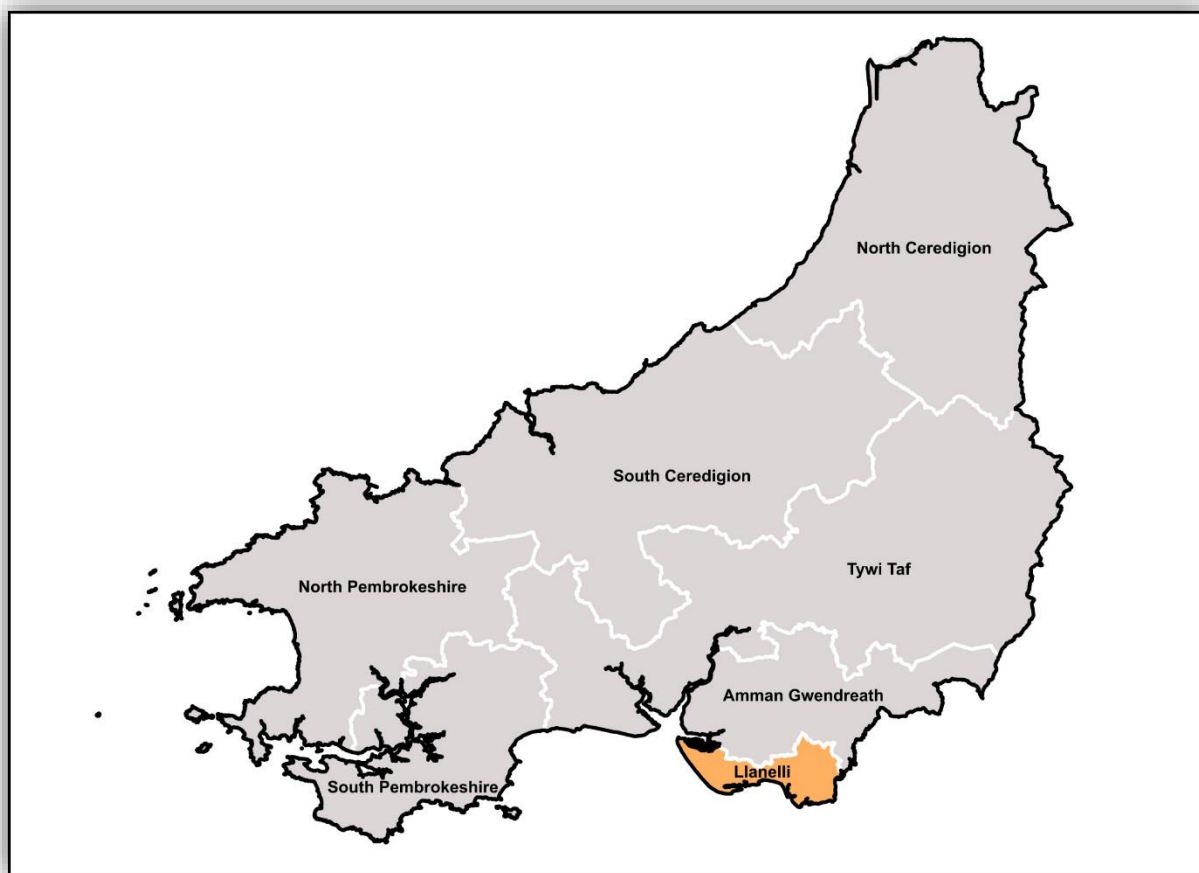 North Ceredigion
South Ceredigion
Tywi Taf
North Pembrokeshire
Amman Gwendreath
Llanelli
South Pembrokeshire